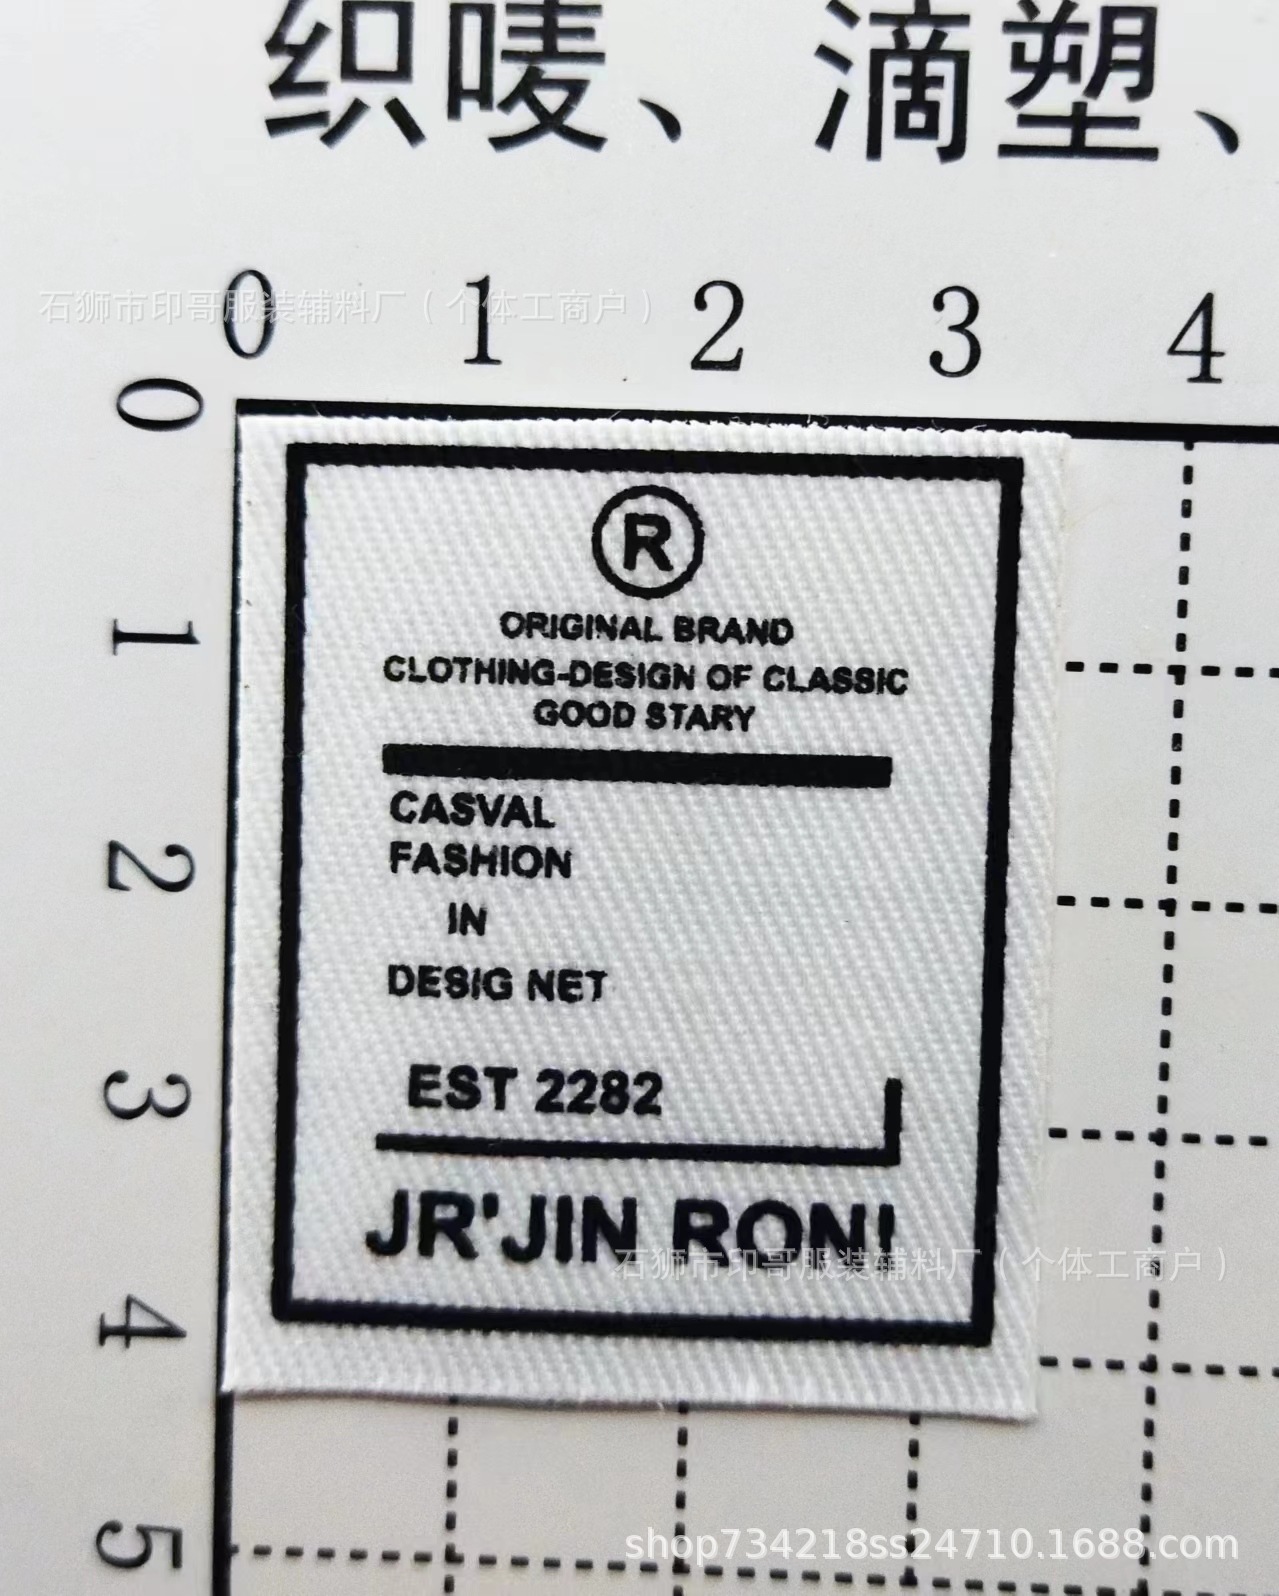 织唛、滴塑、
0 1 2 3 4
石狮市印哥服装辅料厂（个体工商户）
0
®
ORIGINAL BRAND
1
CLOTHING-DESIGN OF CLASSIC
GOOD STARY
CASVAL
2
FASHION
IN
DESIG NET
3
EST 2282
JR'JIN RONI
石狮市印哥服装辅料厂（个体工商户）
4
5
shop734218ss24710.1688.com